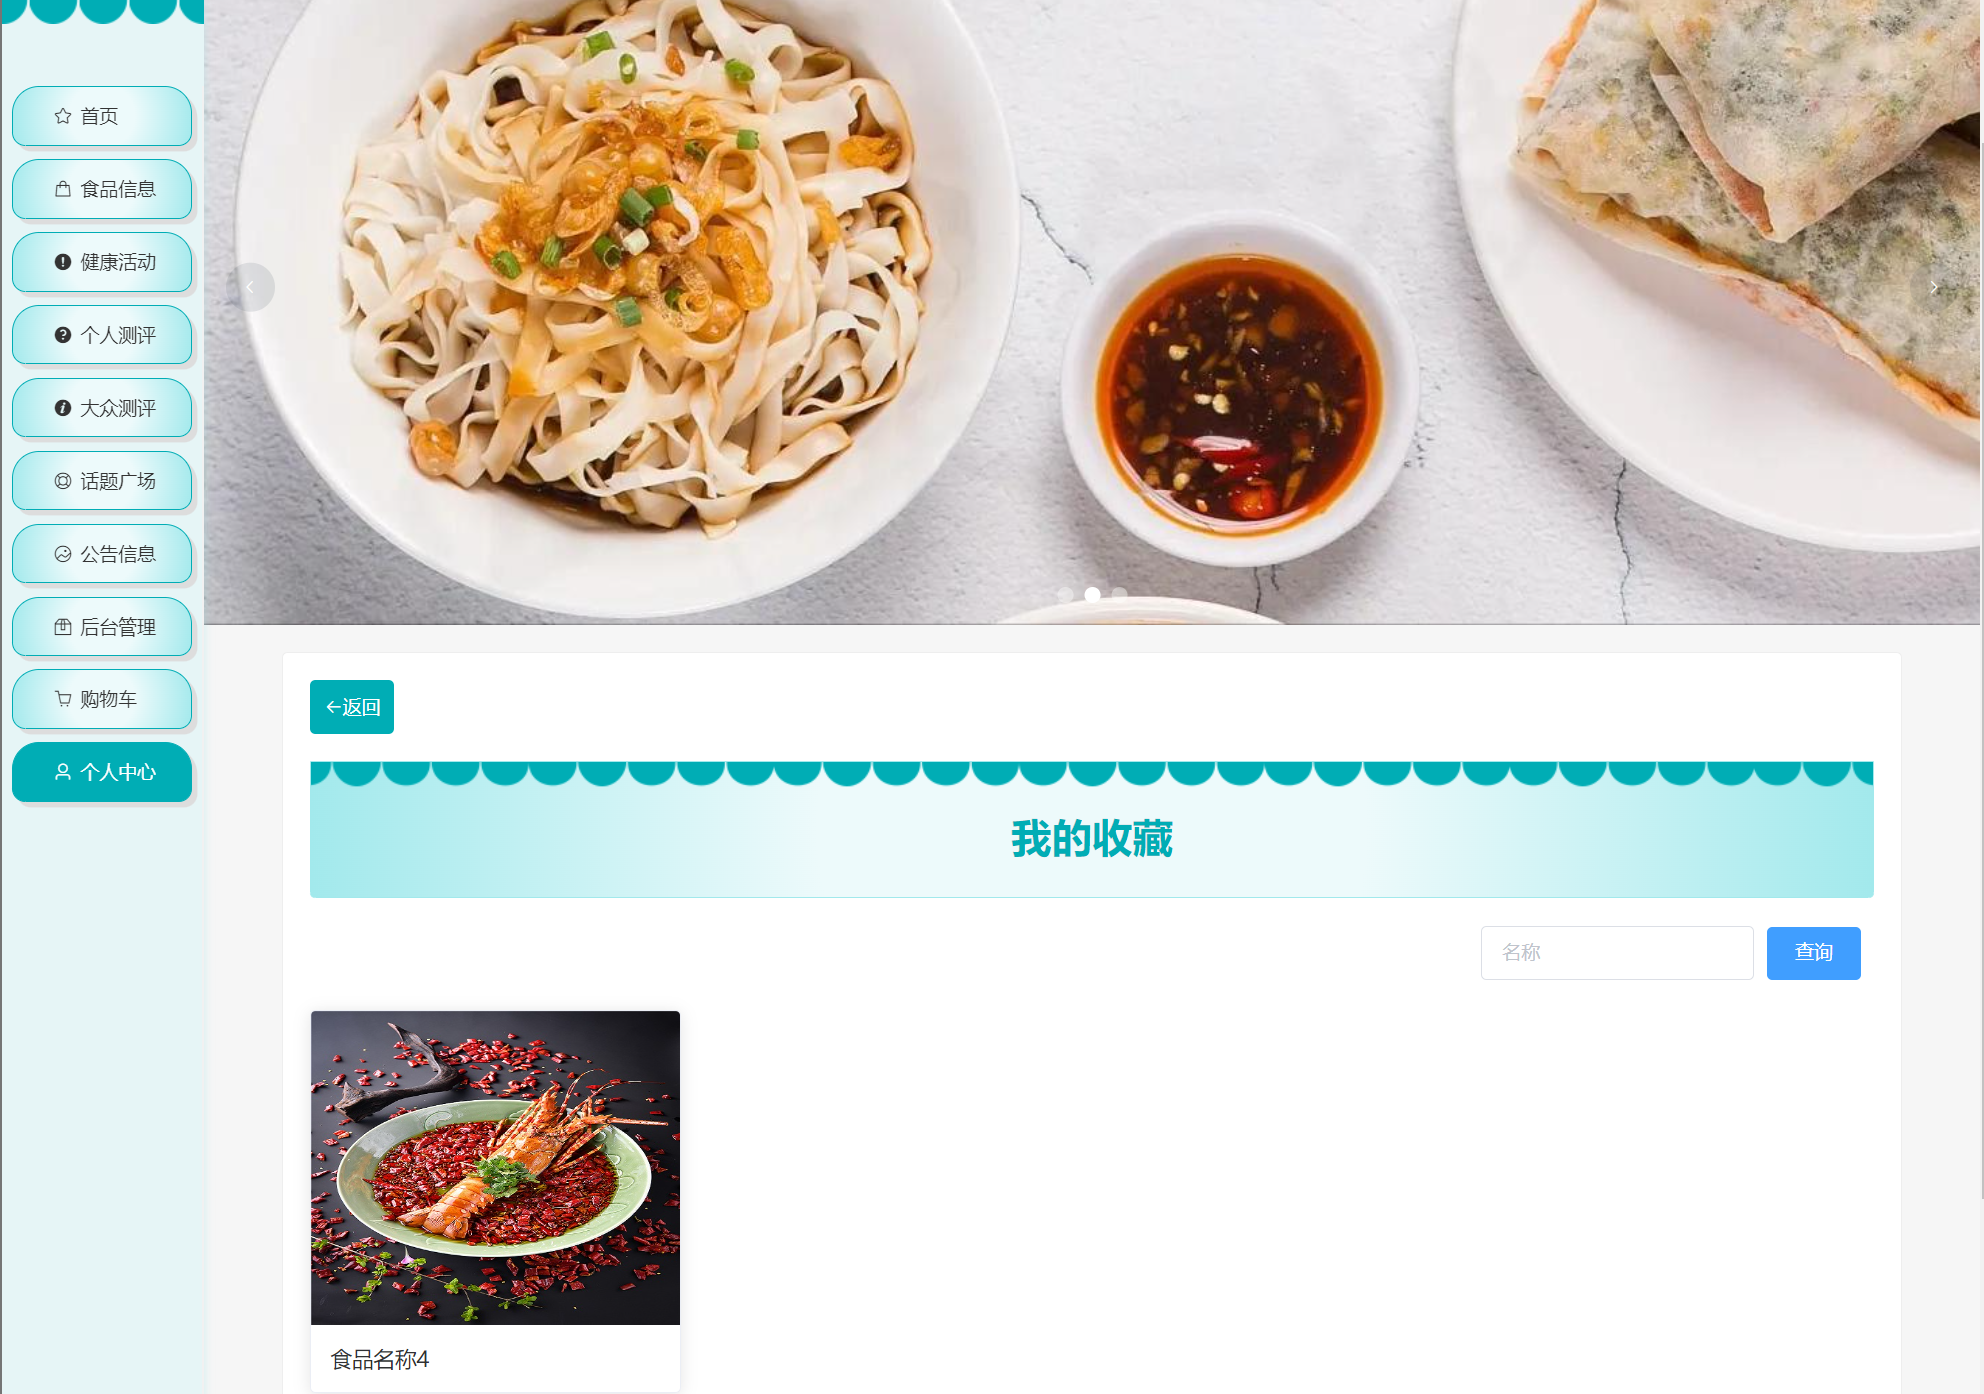 首页
食品信息
健康活动
个人测评
大众测评
话题广场
公告信息
后台管理
购物车
个人中心
←返回
我的收藏
名称
查询
食品名称4